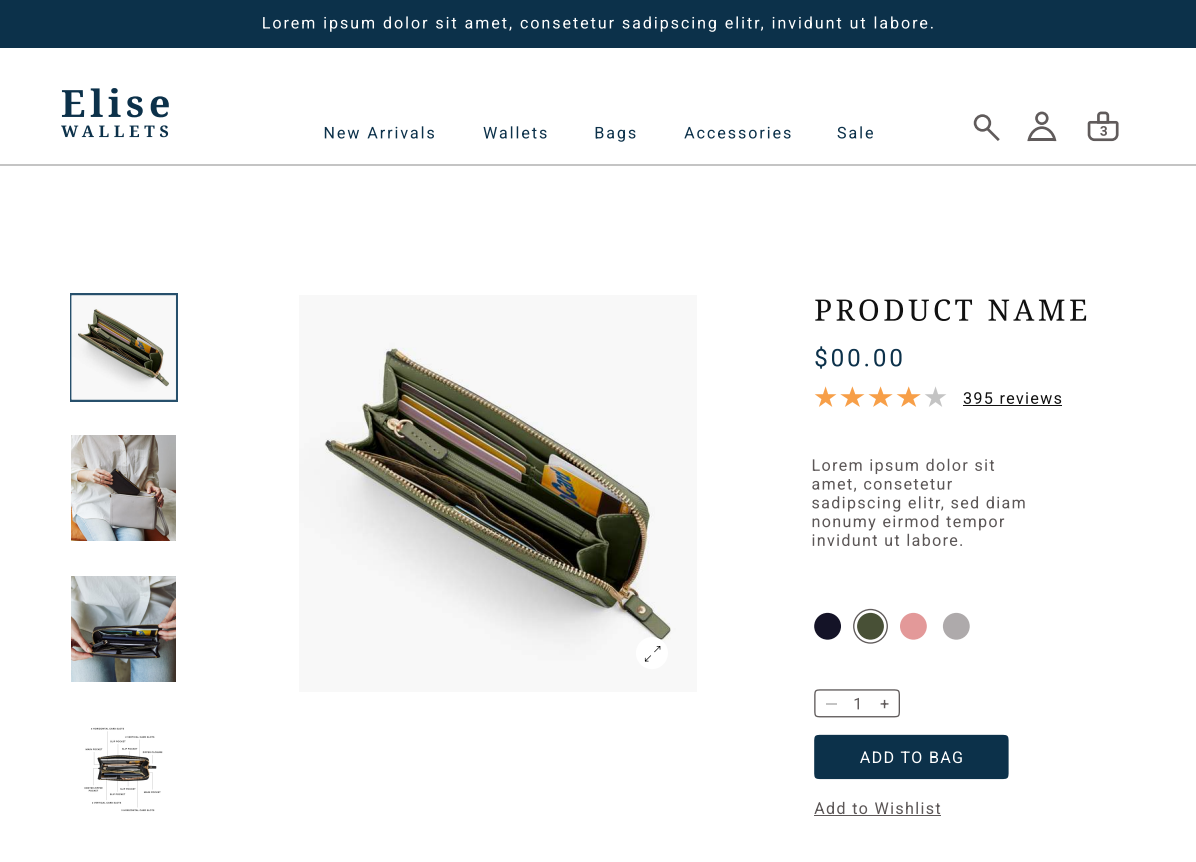 Lorem ipsum dolor sit amet, consetetur sadipscing elitr, invidunt ut labore.
Elise
WALLETS
New Arrivals Wallets Bags Accessories Sale
3
PRODUCT NAME
$00.00
395 reviews
Lorem ipsum dolor sit
amet, consetetur
sadipscing elitr, sed diam
nonumy eirmod tempor
invidunt ut labore.
— 1 +
ADD TO BAG
Add to Wishlist